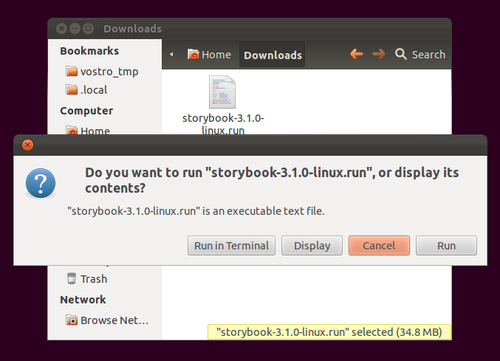 Downloads
Bookmarks
vostro_tmp
.local
Computer
Home
Home
Downloads
Search
storybook-3.1.0-
linux.run
Do you want to run "storybook-3.1.0-linux.run", or display its
contents?
"storybook-3.1.0-linux.run" is an executable text file.
Run in Terminal
Display
Cancel
Run
Trash
Network
Browse Net...
"storybook-3.1.0-linux.run" selected (34.8 MB)